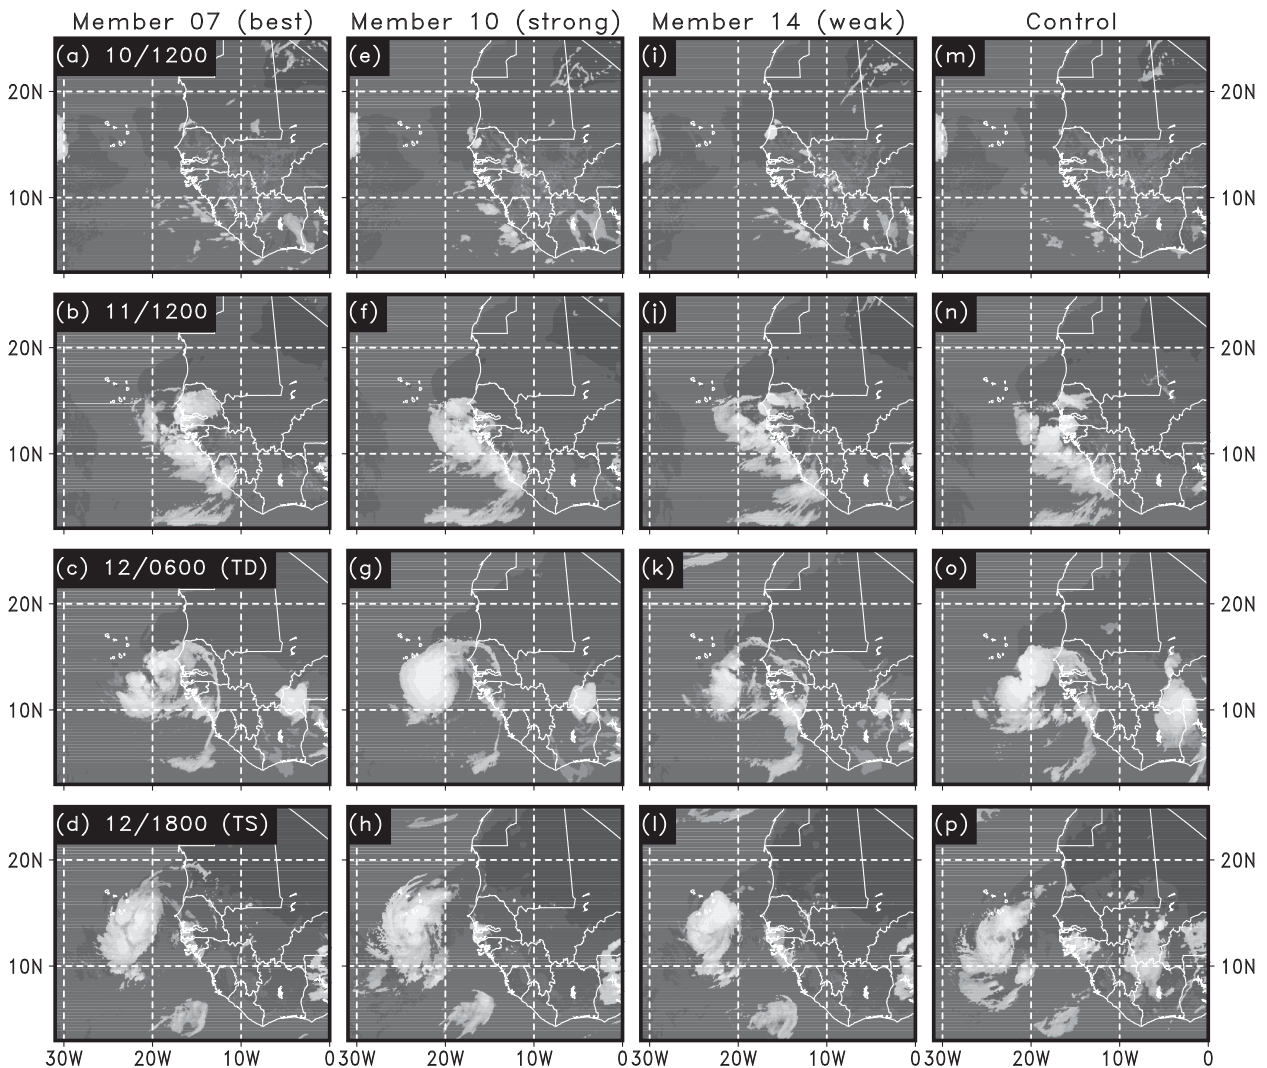 Member 07 (best) Member 10 (strong) Member 14 (weak) Control
(a) 10/1200 (e) (i) (m)
20N 20N
10N 10N
(b) 11/1200 (f) (j) (n)
20N 20N
10N 10N
(c) 12/0600 (TD) (g) (k) (o)
20N 20N
10N 10N
(d) 12/1800 (TS) (h) (l) (p)
20N 20N
10N 10N
30W 20W 10W 0 30W 20W 10W 0 30W 20W 10W 0 30W 20W 10W 0